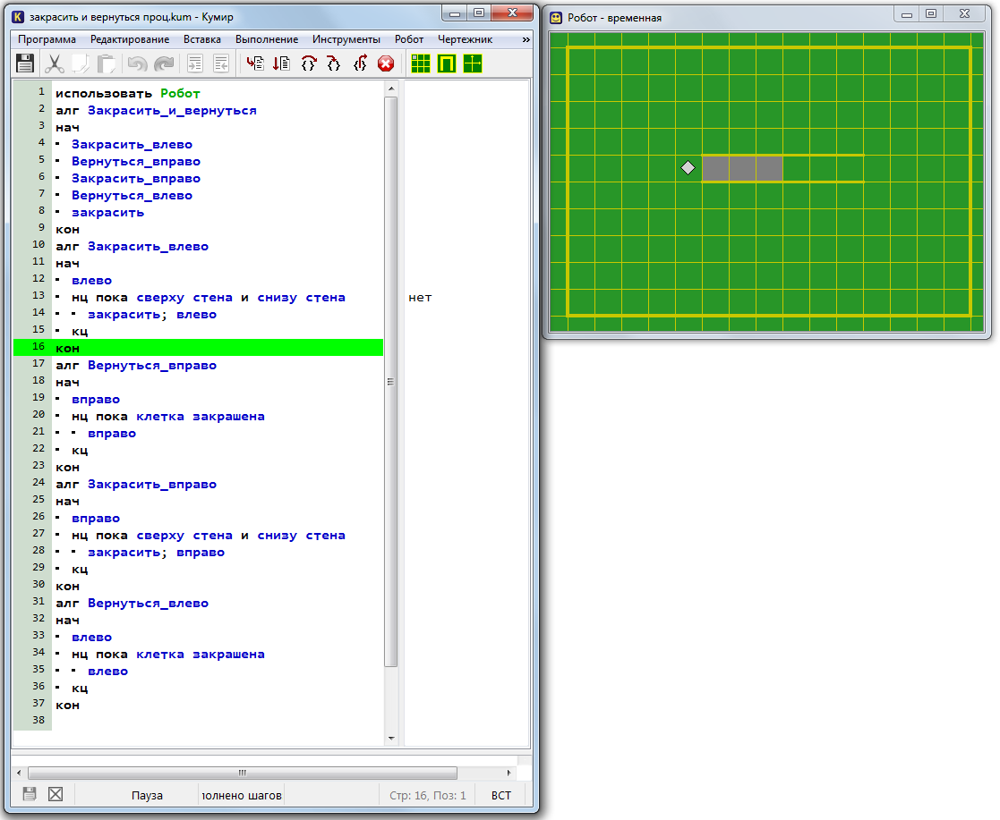 закрасить и вернуться проц.kum - Кумир
Программа Редактирование Вставка Выполнение Инструменты Робот Чертежник »
1 использовать Робот
2 алг Закрасить_и_вернуться
3 нач
4 Закрасить_влево
5 Вернуться_вправо
6 Закрасить_вправо
7 Вернуться_влево
8 закрасить
9 кон
10 алг Закрасить_влево
11 нач
12 влево
13 нц пока сверху стена и снизу стена нет
14 закрасить; влево
15 кц
16 кон
17 алг Вернуться_вправо
18 нач
19 вправо
20 нц пока клетка закрашена
21 вправо
22 кц
23 кон
24 алг Закрасить_вправо
25 нач
26 вправо
27 нц пока сверху стена и снизу стена
28 закрасить; вправо
29 кц
30 кон
31 алг Вернуться_влево
32 нач
33 влево
34 нц пока клетка закрашена
35 влево
36 кц
37 кон
38
Пауза олнено шагов Стр: 16, Поз: 1 ВСТ
Робот - временная